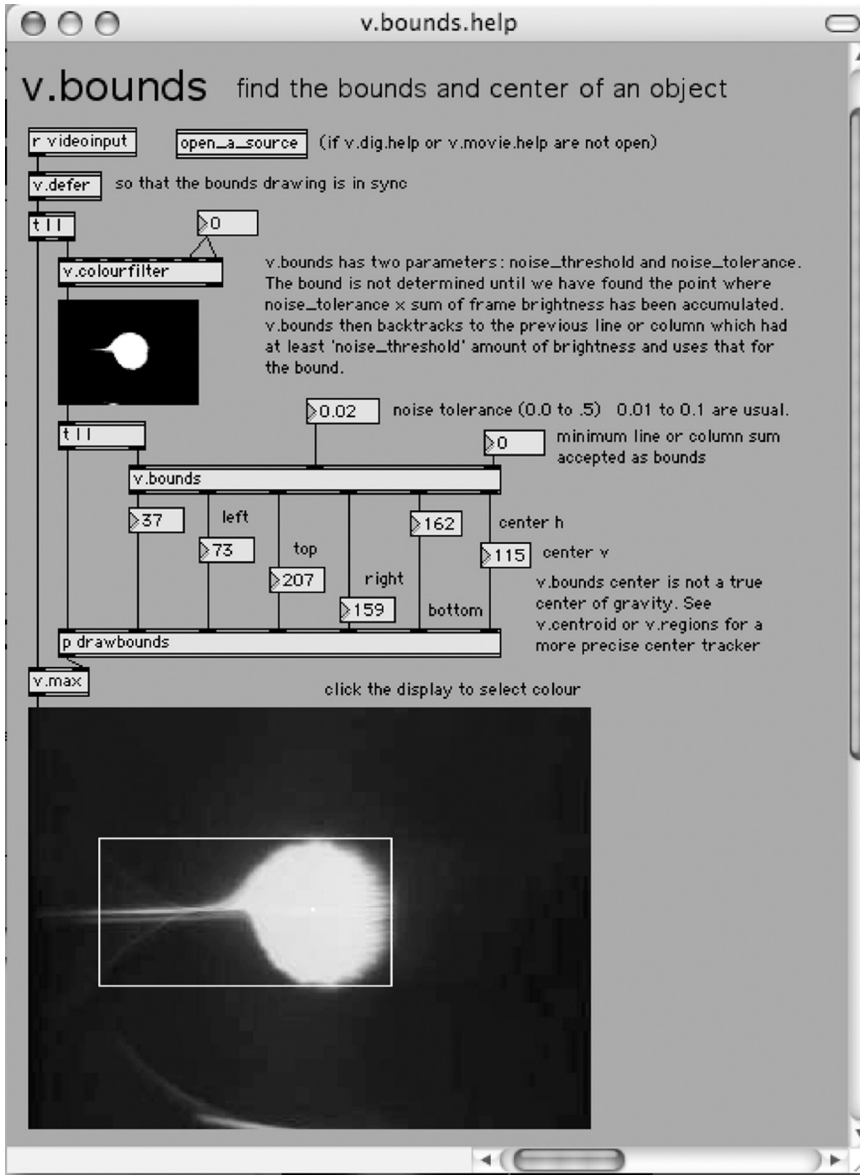 v.bounds.help
v.bounds find the bounds and center of an object
r videoinput
open_a_source (if v.dig.help or v.movie.help are not open)
v.defer so that the bounds drawing is in sync
t l l
0
v.colourfilter
v.bounds has two parameters: noise_threshold and noise_tolerance.
The bound is not determined until we have found the point where
noise_tolerance x sum of frame brightness has been accumulated.
v.bounds then backtracks to the previous line or column which had
at least 'noise_threshold' amount of brightness and uses that for
the bound.
0.02 noise tolerance (0.0 to .5) 0.01 to 0.1 are usual.
t l l
0 minimum line or column sum
accepted as bounds
v.bounds
37 left
162 center h
73 top
115 center v
207 right
159 bottom
v.bounds center is not a true
center of gravity. See
v.centroid or v.regions for a
more precise center tracker
p drawbounds
v.max
click the display to select colour